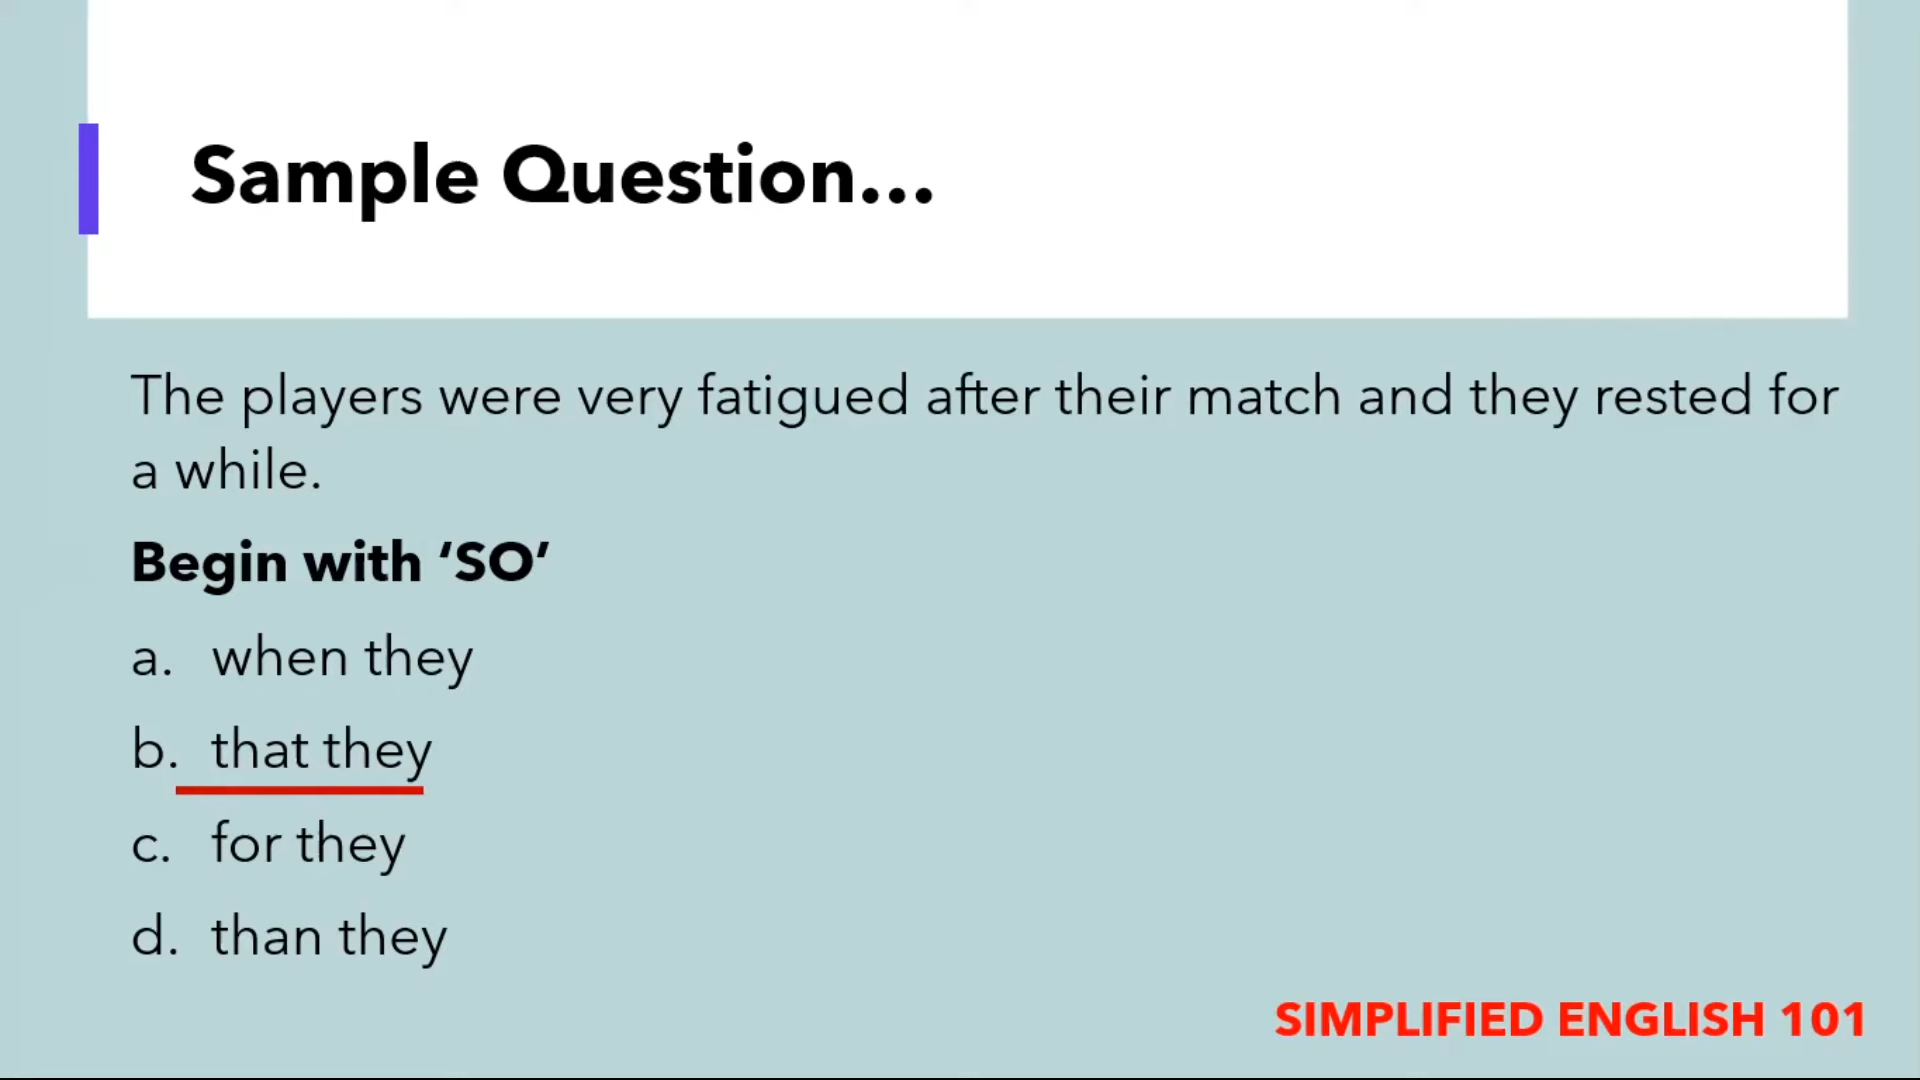 Sample Question...
The players were very fatigued after their match and they rested for
a while.
Begin with ‘SO’
a. when they
b. that they
c. for they
d. than they
SIMPLIFIED ENGLISH 101